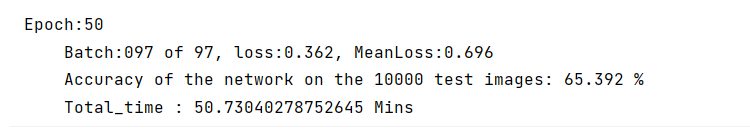 Epoch:50
Batch:097 of 97, loss:0.362, MeanLoss:0.696
Accuracy of the network on the 10000 test images: 65.392 %
Total_time : 50.73040278752645 Mins